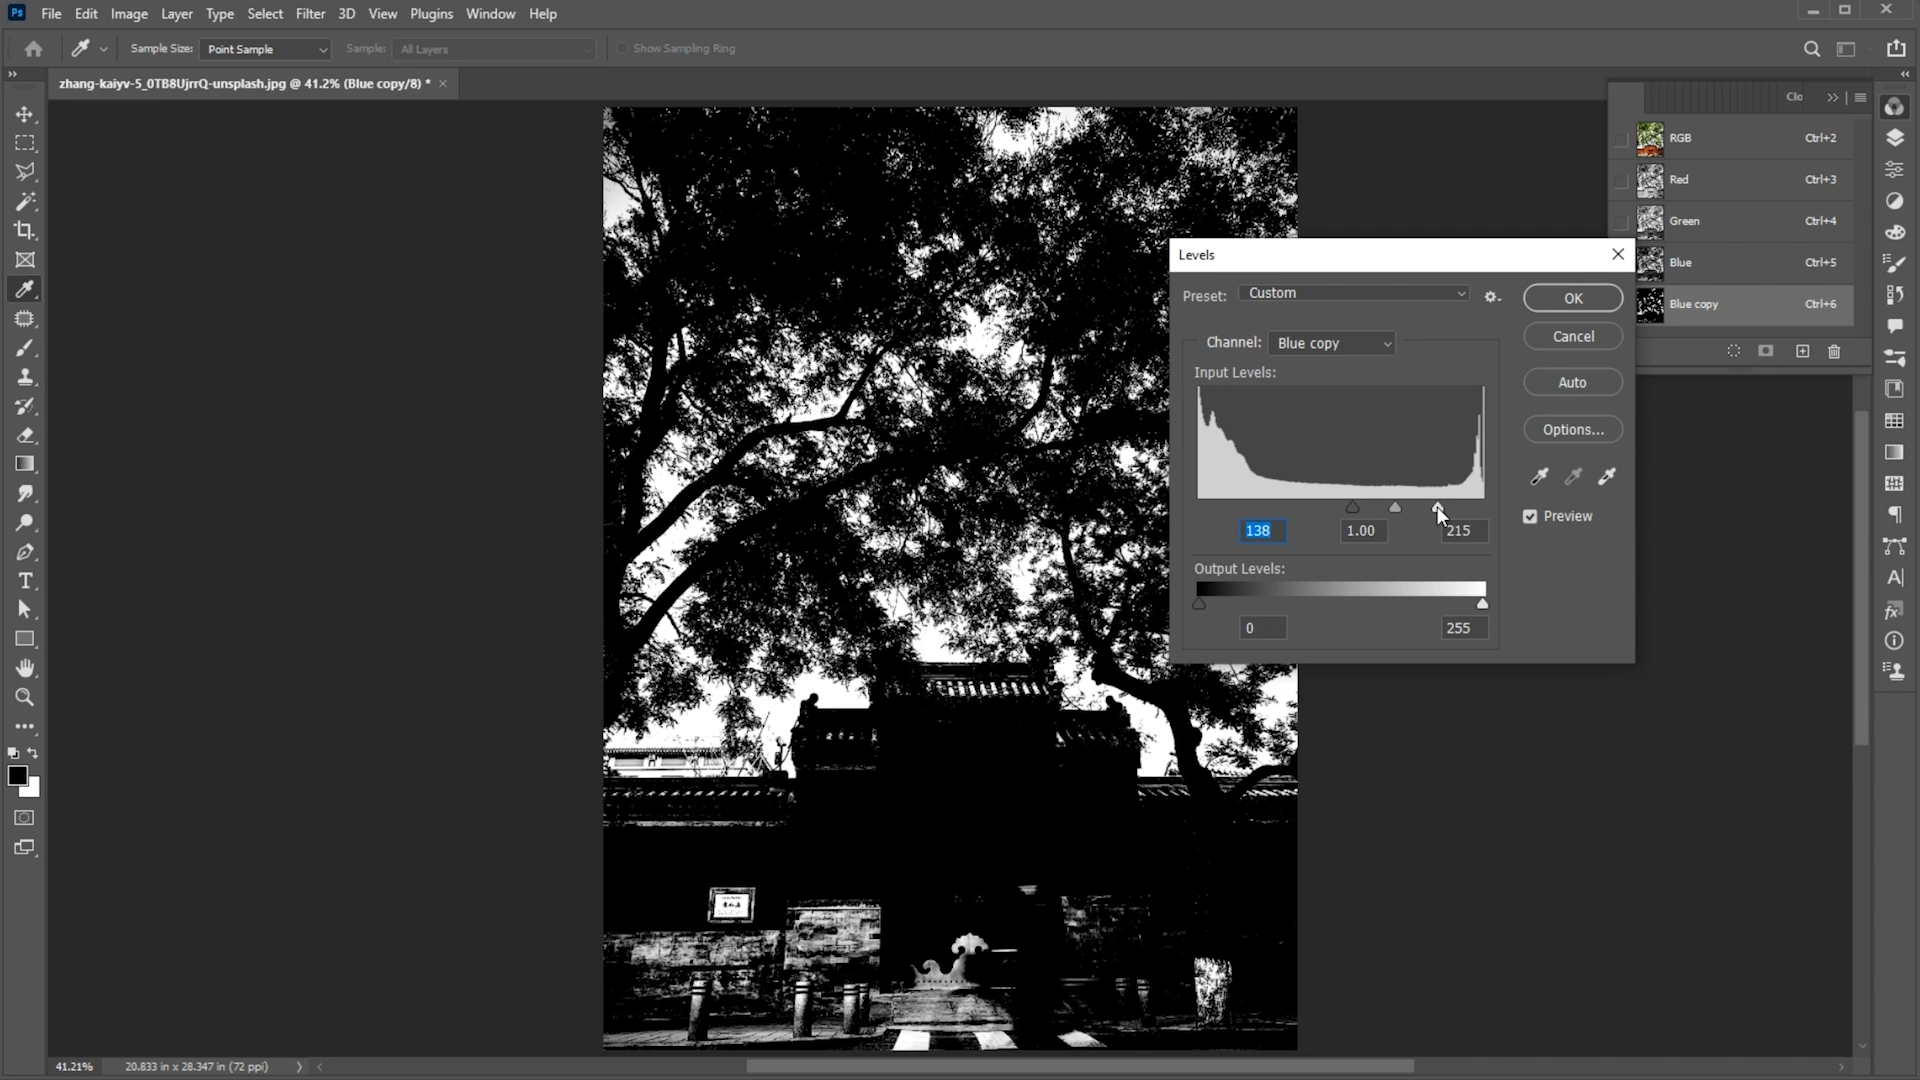 Ps File Edit Image Layer Type Select Filter 3D View Plugins Window Help
Sample Size: Point Sample Sample: All Layers Show Sampling Ring
zhang-kaiyv-5_0TB8UjrrQ-unsplash.jpg @ 41.2% (Blue copy/8) *
Clo
RGB Ctrl+2
Red Ctrl+3
Green Ctrl+4
Blue Ctrl+5
Blue copy Ctrl+6
Levels
Preset: Custom
OK
Channel: Blue copy
Cancel
Input Levels:
Auto
Options...
Preview
138 1.00 215
Output Levels:
0 255
41.21% 20.833 in x 28.347 in (72 ppi)